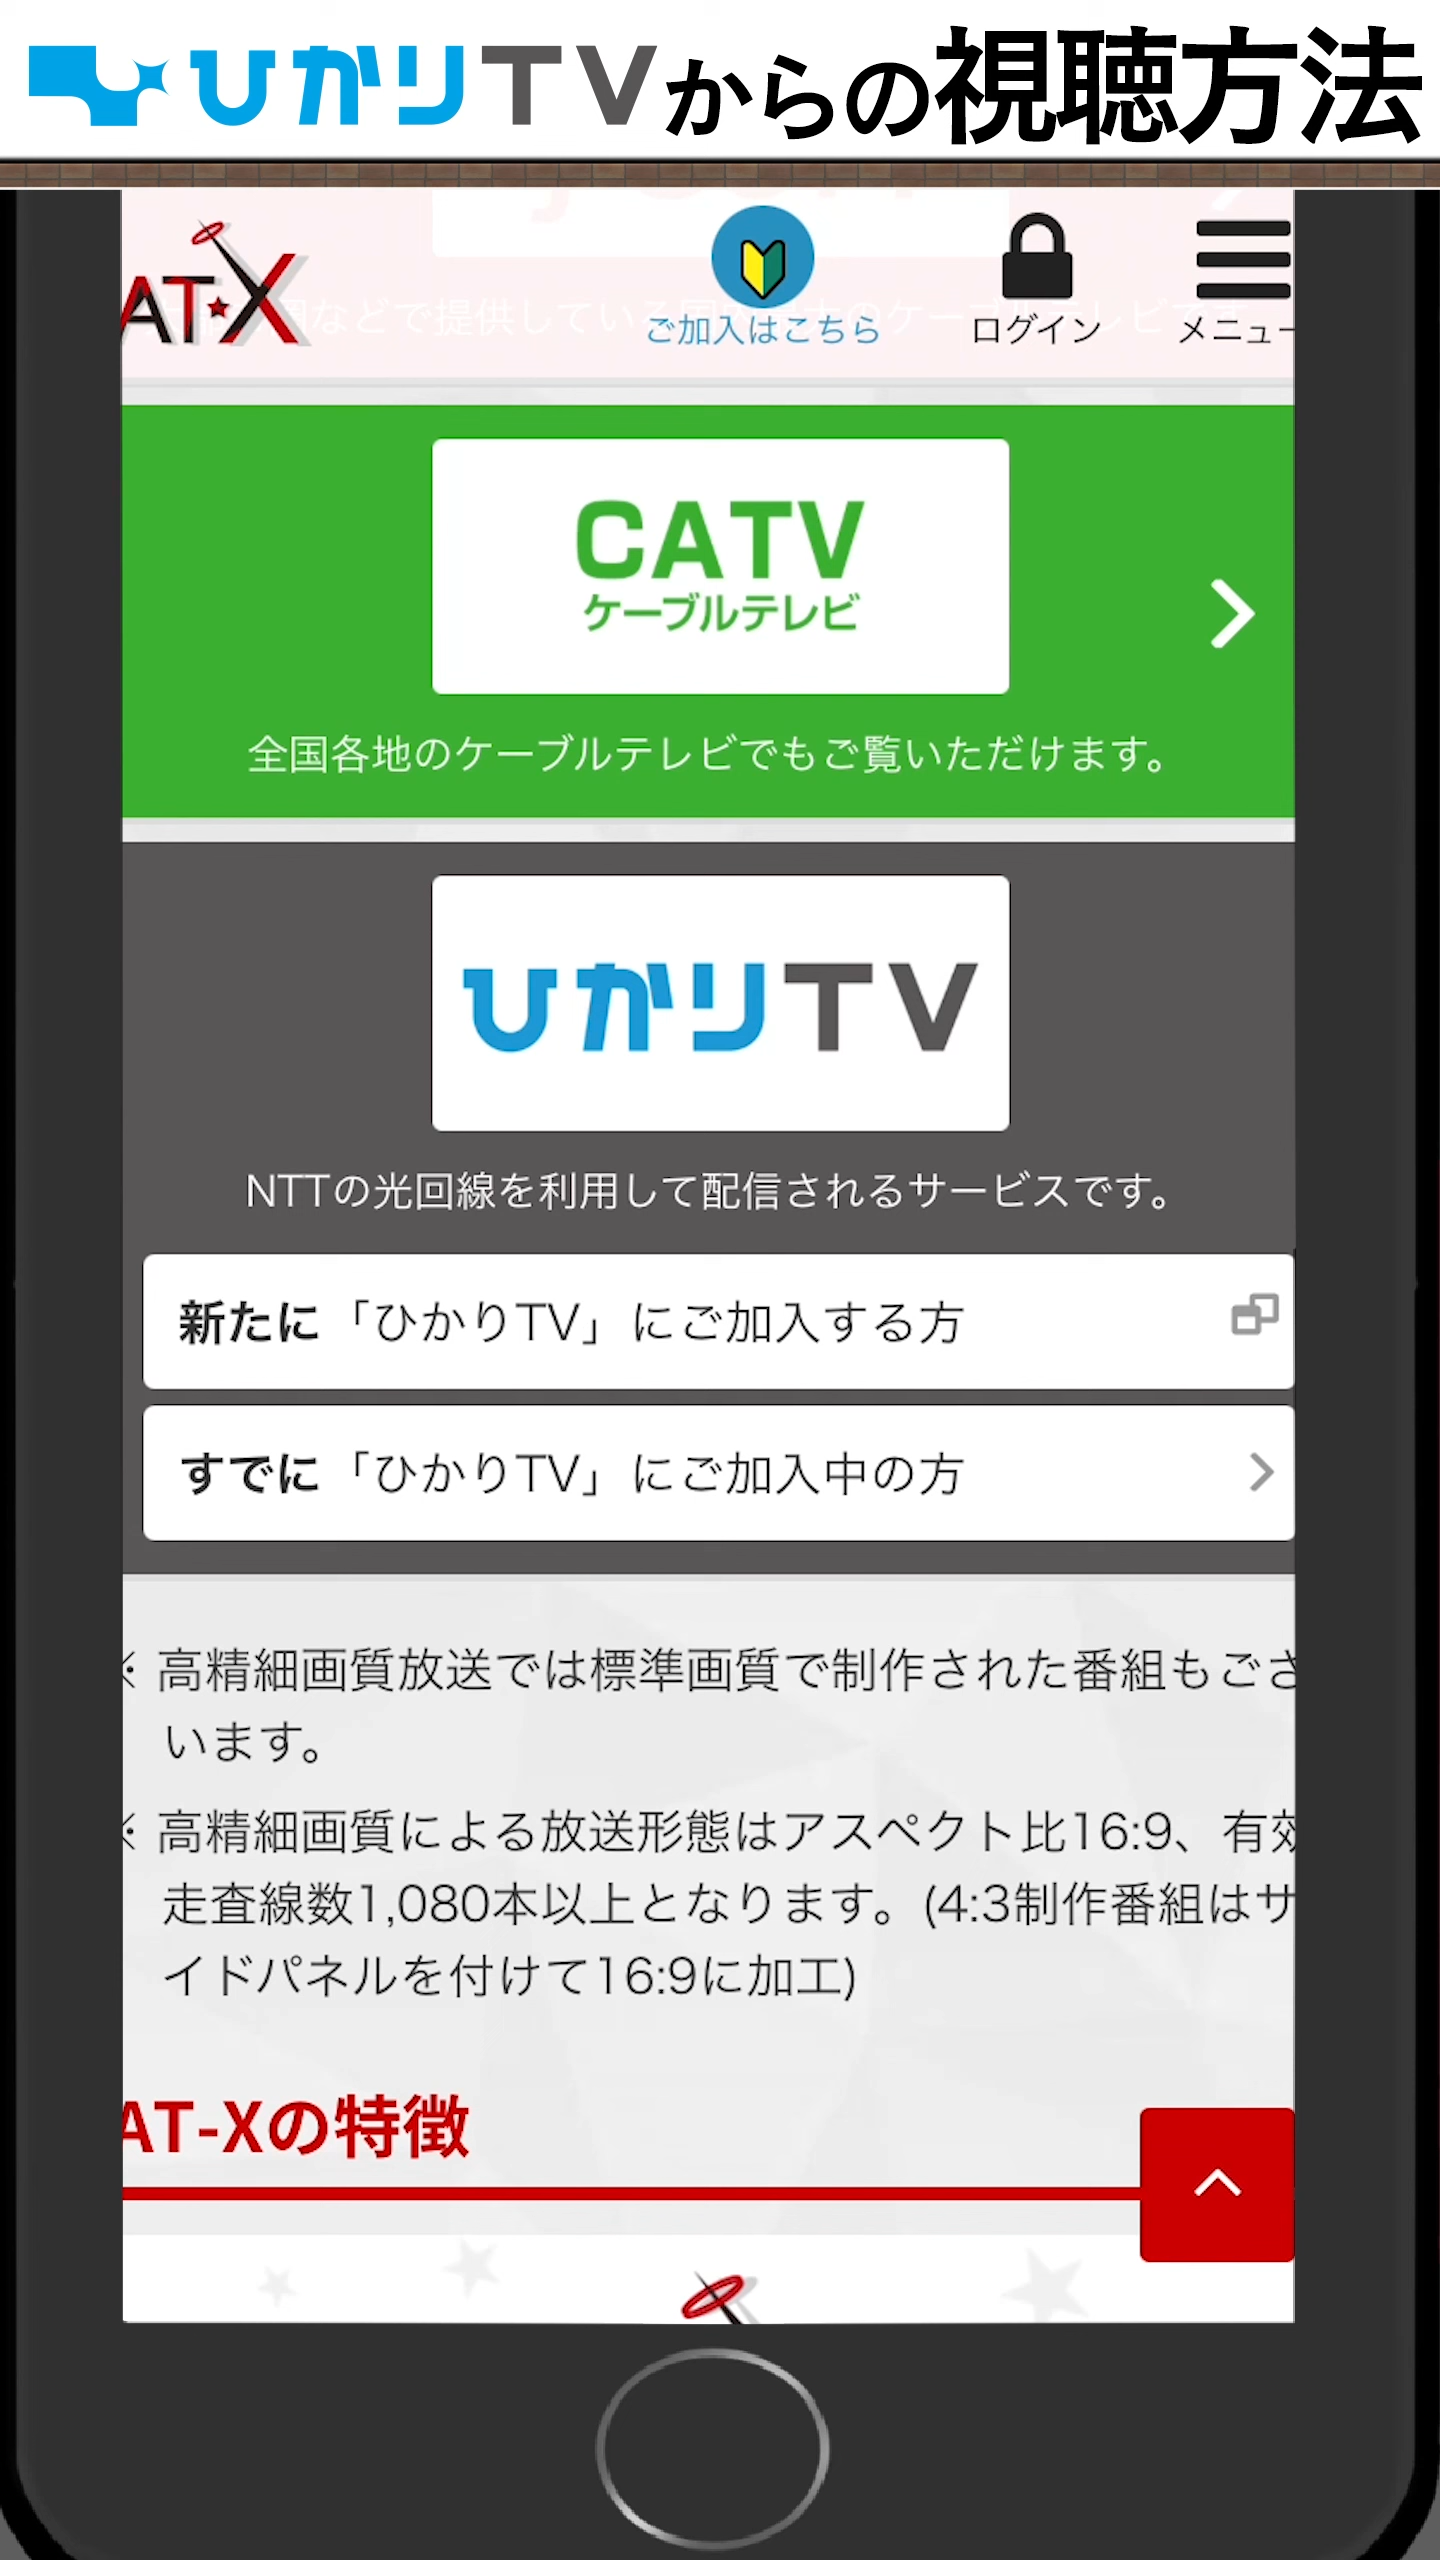 ひかりTVからの視聴方法
AT-X
ご加入はこちら
ログイン
メニュー
CATV
ケーブルテレビ
全国各地のケーブルテレビでもご覧いただけます。
ひかりTV
NTTの光回線を利用して配信されるサービスです。
新たに「ひかりTV」にご加入する方
すでに「ひかりTV」にご加入中の方
※ 高精細画質放送では標準画質で制作された番組もござ
います。
※ 高精細画質による放送形態はアスペクト比16:9、有効
走査線数1,080本以上となります。(4:3制作番組はサ
イドパネルを付けて16:9に加工)
AT-Xの特徴